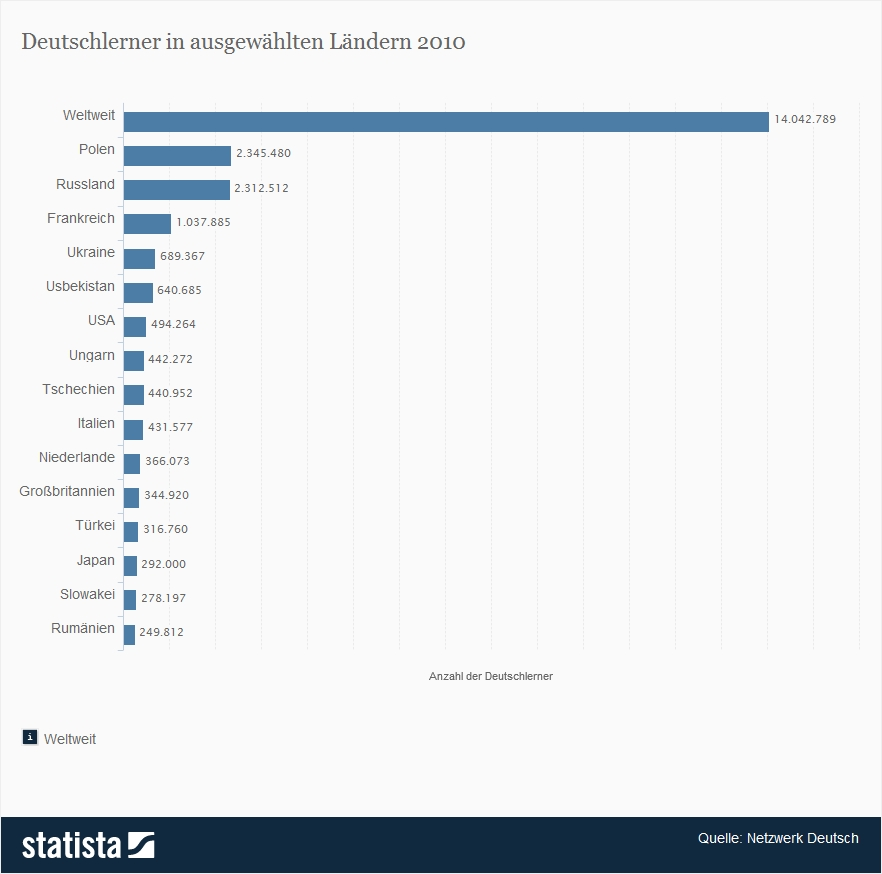 Deutschlerner in ausgewählten Ländern 2010
Weltweit 14.042.789
Polen 2.345.480
Russland 2.312.512
Frankreich 1.037.885
Ukraine 689.367
Usbekistan 640.685
USA 494.264
Ungarn 442.272
Tschechien 440.952
Italien 431.577
Niederlande 366.073
Großbritannien 344.920
Türkei 316.760
Japan 292.000
Slowakei 278.197
Rumänien 249.812
Anzahl der Deutschlerner
i Weltweit
statista Quelle: Netzwerk Deutsch